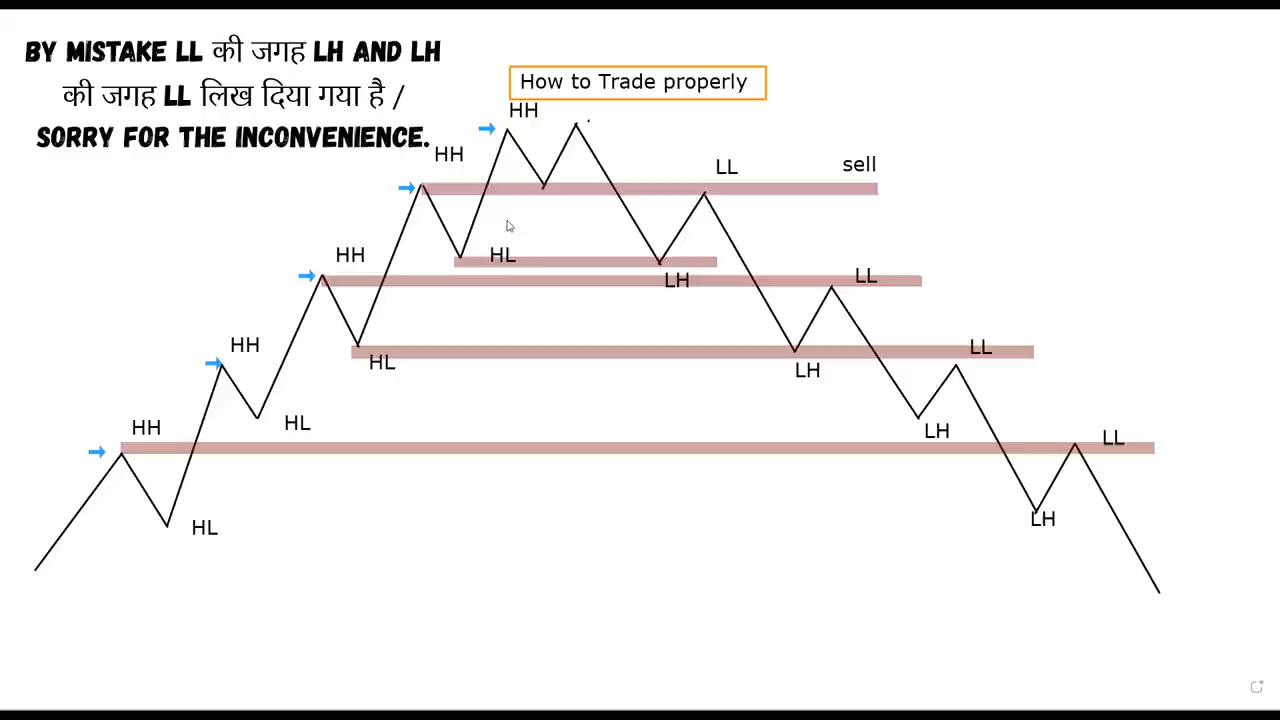 BY MISTAKE LL की जगह LH AND LH
की जगह LL लिख दिया गया है /
SORRY FOR THE INCONVENIENCE.
How to Trade properly
HH
HH
LL
sell
HH
HL
LH
LL
HH
HL
LH
LL
HH
HL
LH
LL
HL
LH